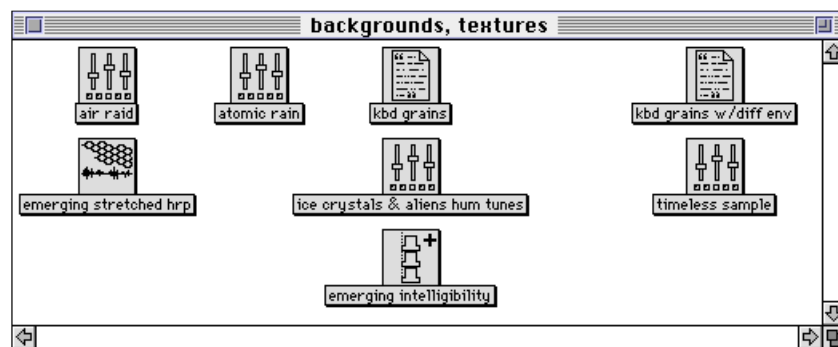 backgrounds, textures
air raid
atomic rain
kbd grains
kbd grains w/diff env
emerging stretched hrp
ice crystals & aliens hum tunes
timeless sample
emerging intelligibility